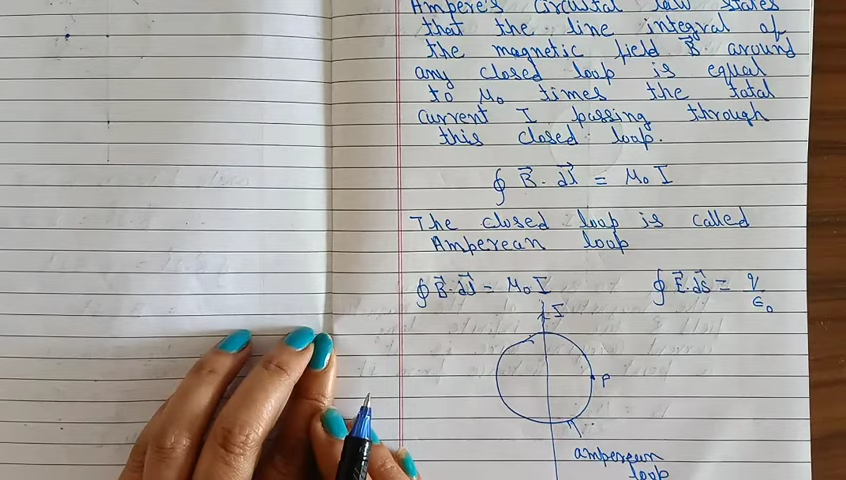 Ampere's Circuital law states
that the line integral of
the magnetic field B⃗ around
any closed loop is equal
to μ₀ times the total
current I passing through
this closed loop.
∮ B⃗ . dl⃗ = μ₀ I
The closed loop is called
Amperean loop
∮ B⃗ . dl⃗ = μ₀ I
∮ E⃗ . ds⃗ = q/ε₀
I
P
amperean
loop